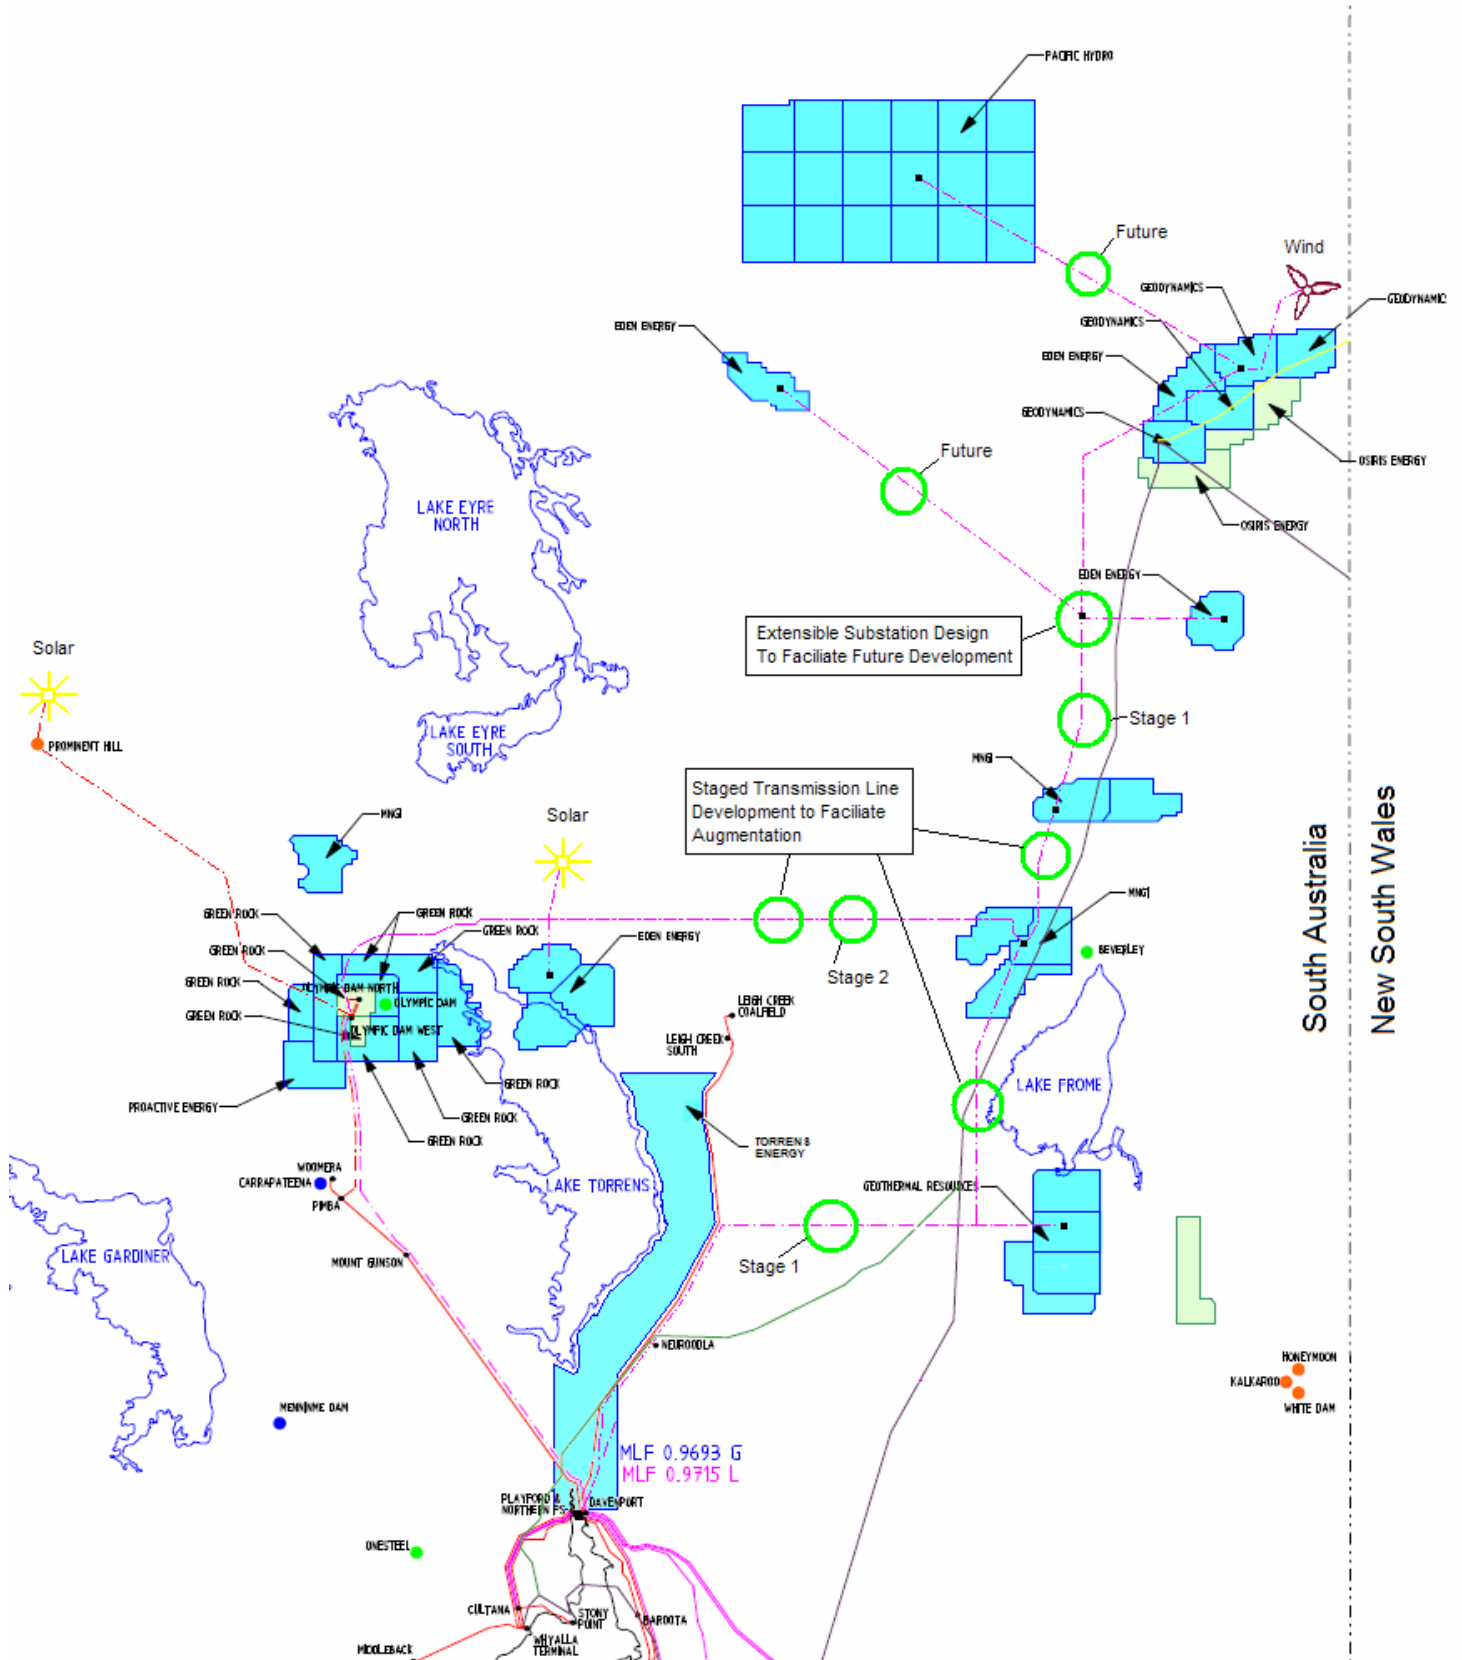 PACIFIC HYDRO
Future
Wind
GEODYNAMICS
GEODYNAMIC
GEODYNAMICS
EDEN ENERGY
EDEN ENERGY
GEODYNAMICS
Future
OSIRIS ENERGY
LAKE EYRE
NORTH
OSIRIS ENERGY
EDEN ENERGY
Extensible Substation Design
To Faciliate Future Development
Solar
Stage 1
LAKE EYRE
SOUTH
PROMINENT HILL
MNGI
Staged Transmission Line
Development to Faciliate
Augmentation
South Australia
New South Wales
MNGI
Solar
MNGI
GREEN ROCK
GREEN ROCK
GREEN ROCK
EDEN ENERGY
GREEN ROCK
BEVERLEY
Stage 2
GREEN ROCK
OLYMPIC DAM NORTH
OLYMPIC DAM
LEIGH CREEK
COALFIELD
GREEN ROCK
OLYMPIC DAM WEST
LEIGH CREEK
SOUTH
GREEN ROCK
LAKE FROME
PROACTIVE ENERGY
GREEN ROCK
GREEN ROCK
TORRENS
ENERGY
WOOMERA
CARRAPATEENA
PIMBA
LAKE TORRENS
GEOTHERMAL RESOURCES
LAKE GARDINER
MOUNT GUNSON
Stage 1
NEUROODLA
HONEYMOON
KALKAROO
WHITE DAM
MENNINME DAM
MLF 0.9693 G
MLF 0.9715 L
PLAYFORD &
NORTHERN PS
DAVENPORT
ONESTEEL
CULTANA
STONY
POINT
BAROOTA
WHYALLA
TERMINAL
MIDDLEBACK